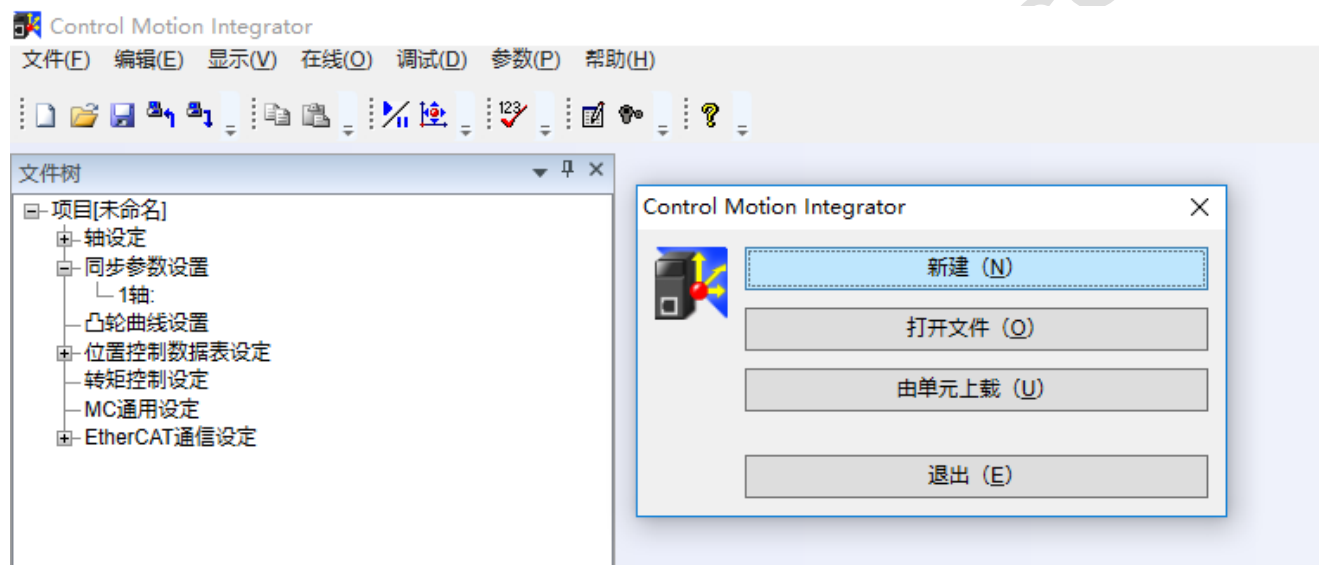 Control Motion Integrator
文件(F) 编辑(E) 显示(V) 在线(O) 调试(D) 参数(P) 帮助(H)
123
文件树
项目[未命名]
轴设定
同步参数设置
1轴:
凸轮曲线设置
位置控制数据表设定
转矩控制设定
MC通用设定
EtherCAT通信设定
Control Motion Integrator
新建（N）
打开文件（O）
由单元上载（U）
退出（E）